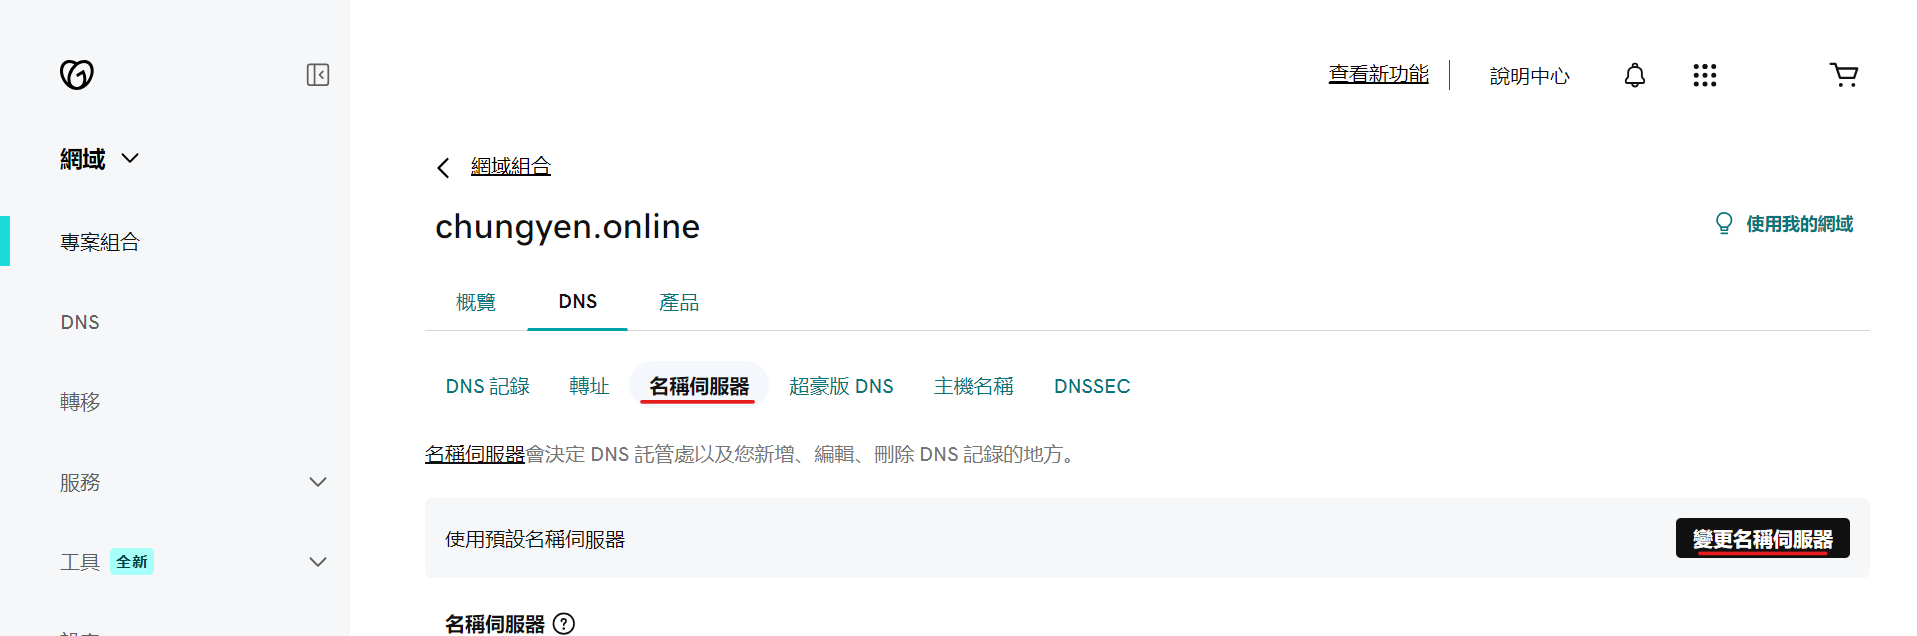 查看新功能
說明中心
網域
專案組合
DNS
轉移
服務
工具 全新
網域組合
chungyen.online
使用我的網域
概覽 DNS 產品
DNS 記錄 轉址 名稱伺服器 超豪版 DNS 主機名稱 DNSSEC
名稱伺服器會決定 DNS 託管處以及您新增、編輯、刪除 DNS 記錄的地方。
使用預設名稱伺服器
變更名稱伺服器
名稱伺服器 ?